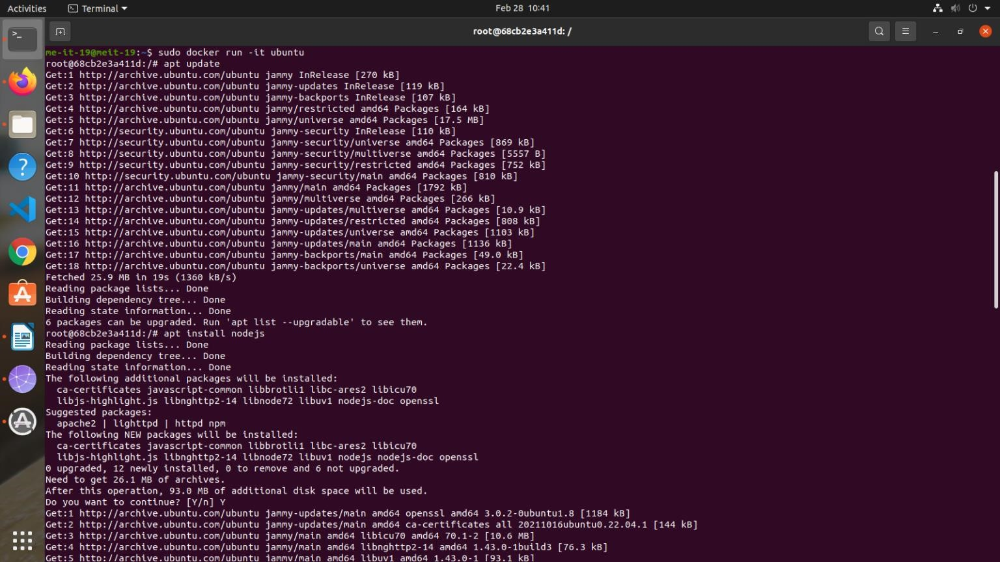 Activities
Terminal
Feb 28 10:41
root@68cb2e3a411d: /
me-it-19@meit-19:~$ sudo docker run -it ubuntu
root@68cb2e3a411d:/# apt update
Get:1 http://archive.ubuntu.com/ubuntu jammy InRelease [270 kB]
Get:2 http://archive.ubuntu.com/ubuntu jammy-updates InRelease [119 kB]
Get:3 http://archive.ubuntu.com/ubuntu jammy-backports InRelease [107 kB]
Get:4 http://archive.ubuntu.com/ubuntu jammy/restricted amd64 Packages [164 kB]
Get:5 http://archive.ubuntu.com/ubuntu jammy/universe amd64 Packages [17.5 MB]
Get:6 http://security.ubuntu.com/ubuntu jammy-security InRelease [110 kB]
Get:7 http://security.ubuntu.com/ubuntu jammy-security/universe amd64 Packages [869 kB]
Get:8 http://security.ubuntu.com/ubuntu jammy-security/multiverse amd64 Packages [5557 B]
Get:9 http://security.ubuntu.com/ubuntu jammy-security/restricted amd64 Packages [752 kB]
Get:10 http://security.ubuntu.com/ubuntu jammy-security/main amd64 Packages [810 kB]
Get:11 http://archive.ubuntu.com/ubuntu jammy/main amd64 Packages [1792 kB]
Get:12 http://archive.ubuntu.com/ubuntu jammy/multiverse amd64 Packages [266 kB]
Get:13 http://archive.ubuntu.com/ubuntu jammy-updates/multiverse amd64 Packages [10.9 kB]
Get:14 http://archive.ubuntu.com/ubuntu jammy-updates/restricted amd64 Packages [808 kB]
Get:15 http://archive.ubuntu.com/ubuntu jammy-updates/universe amd64 Packages [1103 kB]
Get:16 http://archive.ubuntu.com/ubuntu jammy-updates/main amd64 Packages [1136 kB]
Get:17 http://archive.ubuntu.com/ubuntu jammy-backports/main amd64 Packages [49.0 kB]
Get:18 http://archive.ubuntu.com/ubuntu jammy-backports/universe amd64 Packages [22.4 kB]
Fetched 25.9 MB in 19s (1360 kB/s)
Reading package lists... Done
Building dependency tree... Done
Reading state information... Done
6 packages can be upgraded. Run 'apt list --upgradable' to see them.
root@68cb2e3a411d:/# apt install nodejs
Reading package lists... Done
Building dependency tree... Done
Reading state information... Done
The following additional packages will be installed:
  ca-certificates javascript-common libbrotli1 libc-ares2 libicu70
  libjs-highlight.js libnghttp2-14 libnode72 libuv1 nodejs-doc openssl
Suggested packages:
  apache2 | lighttpd | httpd npm
The following NEW packages will be installed:
  ca-certificates javascript-common libbrotli1 libc-ares2 libicu70
  libjs-highlight.js libnghttp2-14 libnode72 libuv1 nodejs nodejs-doc openssl
0 upgraded, 12 newly installed, 0 to remove and 6 not upgraded.
Need to get 26.1 MB of archives.
After this operation, 93.0 MB of additional disk space will be used.
Do you want to continue? [Y/n] Y
Get:1 http://archive.ubuntu.com/ubuntu jammy-updates/main amd64 openssl amd64 3.0.2-0ubuntu1.8 [1184 kB]
Get:2 http://archive.ubuntu.com/ubuntu jammy-updates/main amd64 ca-certificates all 20211016ubuntu0.22.04.1 [144 kB]
Get:3 http://archive.ubuntu.com/ubuntu jammy/main amd64 libicu70 amd64 70.1-2 [10.6 MB]
Get:4 http://archive.ubuntu.com/ubuntu jammy/main amd64 libnghttp2-14 amd64 1.43.0-1build3 [76.3 kB]
Get:5 http://archive.ubuntu.com/ubuntu jammy/main amd64 libuv1 amd64 1.43.0-1 [93.1 kB]